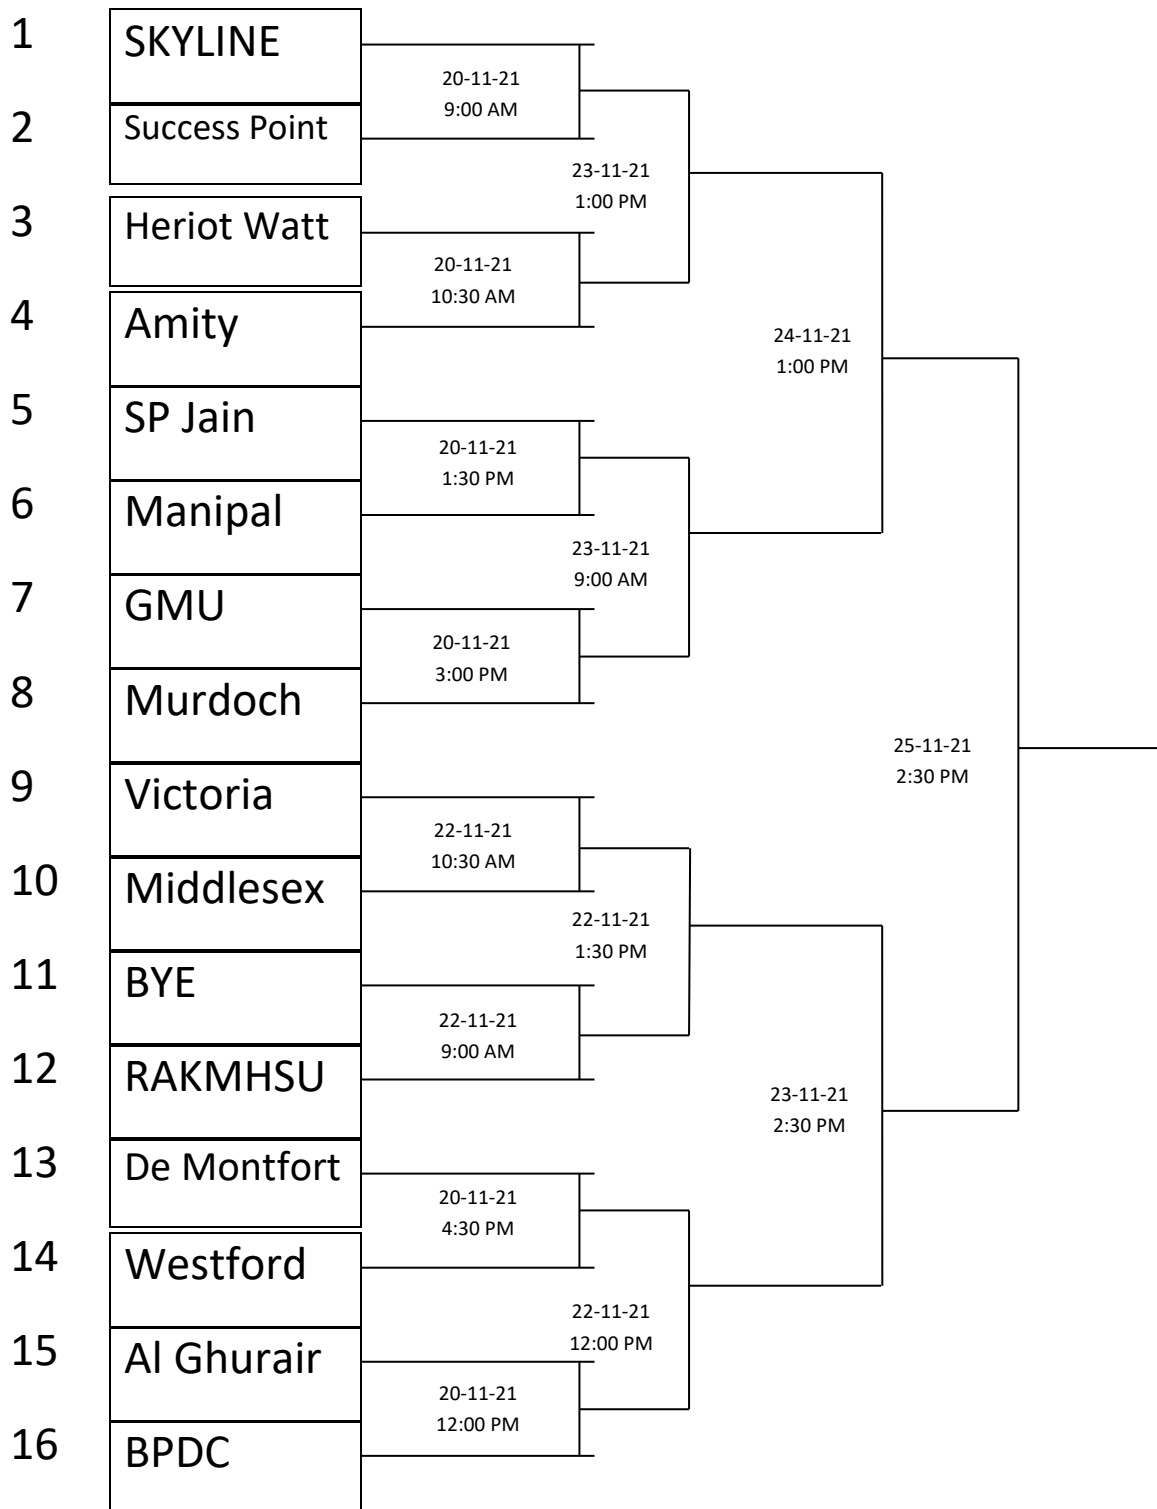 1
SKYLINE
20-11-21
9:00 AM
2
Success Point
23-11-21
1:00 PM
3
Heriot Watt
20-11-21
10:30 AM
4
Amity
24-11-21
1:00 PM
5
SP Jain
20-11-21
1:30 PM
6
Manipal
23-11-21
9:00 AM
7
GMU
20-11-21
3:00 PM
8
Murdoch
25-11-21
2:30 PM
9
Victoria
22-11-21
10:30 AM
10
Middlesex
22-11-21
1:30 PM
11
BYE
22-11-21
9:00 AM
12
RAKMHSU
23-11-21
2:30 PM
13
De Montfort
20-11-21
4:30 PM
14
Westford
22-11-21
12:00 PM
15
Al Ghurair
20-11-21
12:00 PM
16
BPDC